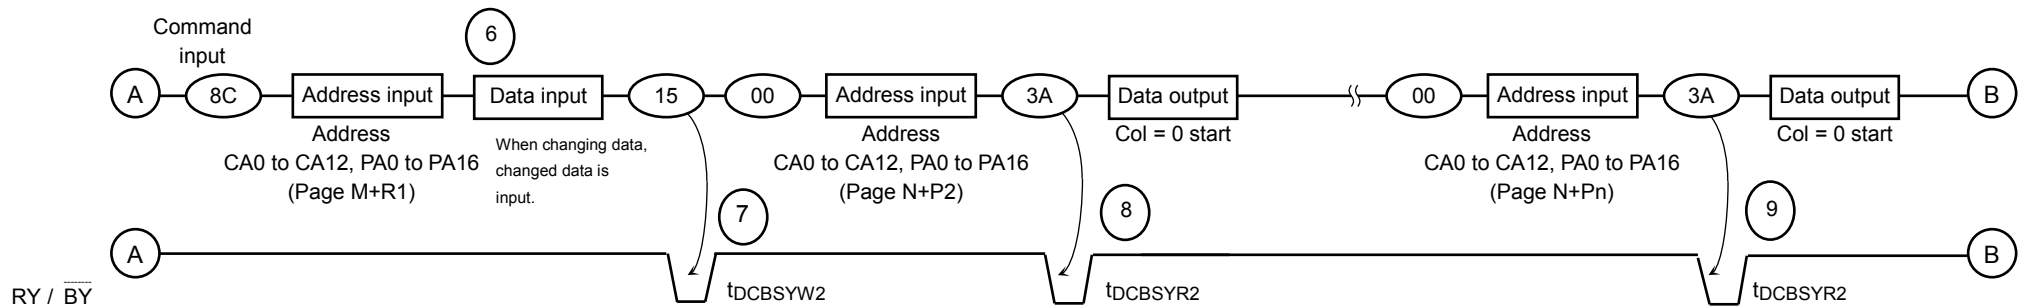 Command
input
6
A 8C Address input Data input 15 00 Address input 3A Data output 00 Address input 3A Data output B
Address
CA0 to CA12, PA0 to PA16
(Page M+R1)
When changing data,
changed data is
input.
Address
CA0 to CA12, PA0 to PA16
(Page N+P2)
Col = 0 start
Address
CA0 to CA12, PA0 to PA16
(Page N+Pn)
Col = 0 start
7
8
9
A B
RY / BY
tDCBSYW2
tDCBSYR2
tDCBSYR2